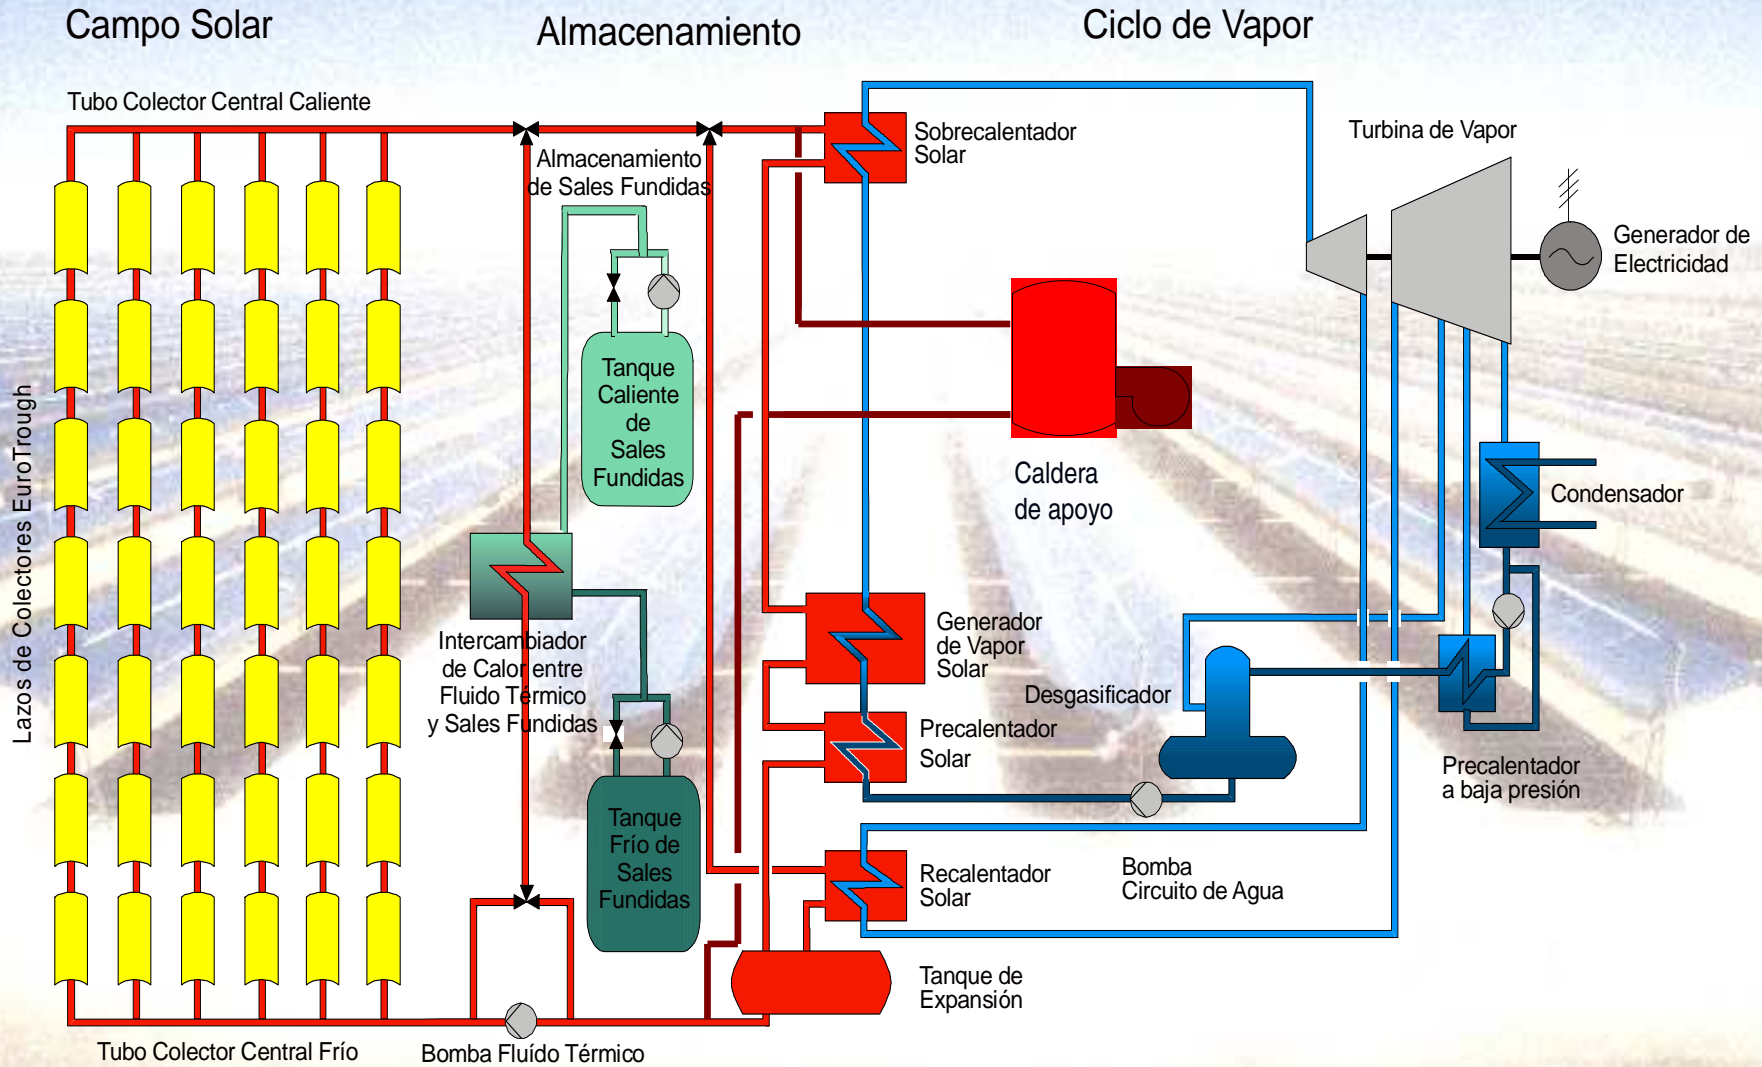 Campo Solar
Almacenamiento
Ciclo de Vapor
Tubo Colector Central Caliente
Almacenamiento
de Sales Fundidas
Sobrecalentador
Solar
Turbina de Vapor
Generador de
Electricidad
Tanque
Caliente
de
Sales
Fundidas
Lazos de Colectores EuroTrough
Caldera
de apoyo
Condensador
Intercambiador
de Calor entre
Fluido Térmico
y Sales Fundidas
Generador
de Vapor
Solar
Desgasificador
Precalentador
Solar
Precalentador
a baja presión
Tanque
Frío de
Sales
Fundidas
Recalentador
Solar
Bomba
Circuito de Agua
Tanque de
Expansión
Tubo Colector Central Frío
Bomba Fluído Térmico